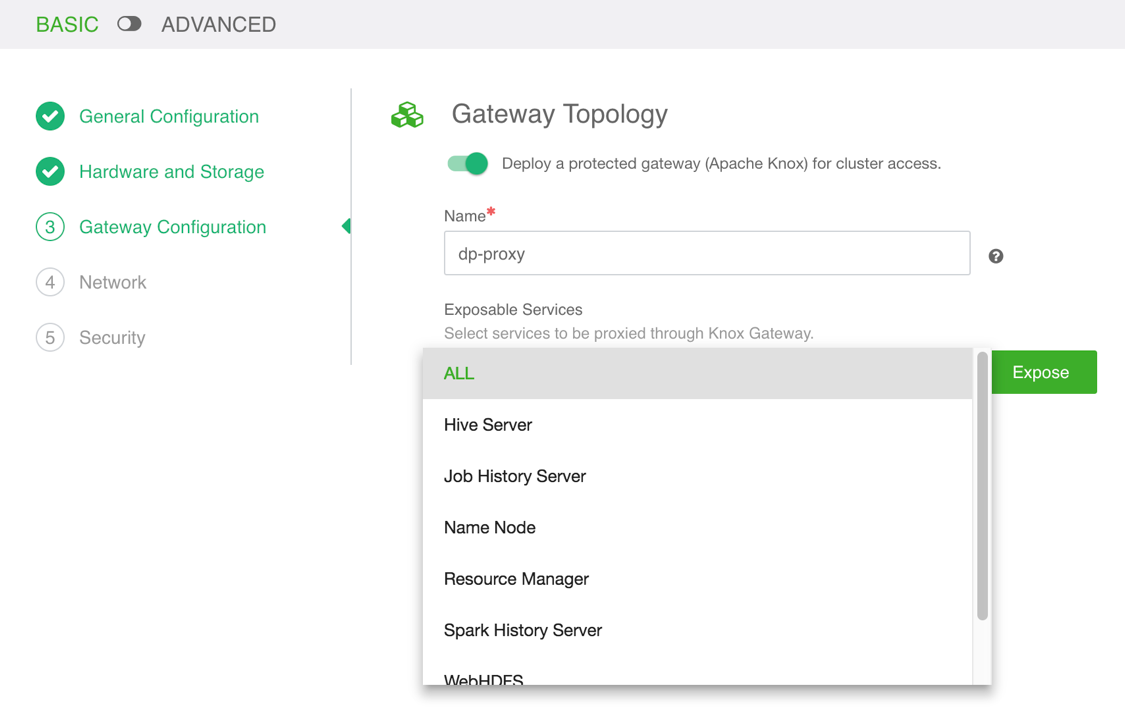 BASIC ADVANCED
General Configuration
Hardware and Storage
3 Gateway Configuration
4 Network
5 Security
Gateway Topology
Deploy a protected gateway (Apache Knox) for cluster access.
Name*
dp-proxy
?
Exposable Services
Select services to be proxied through Knox Gateway.
ALL
Expose
Hive Server
Job History Server
Name Node
Resource Manager
Spark History Server
WebHDFS